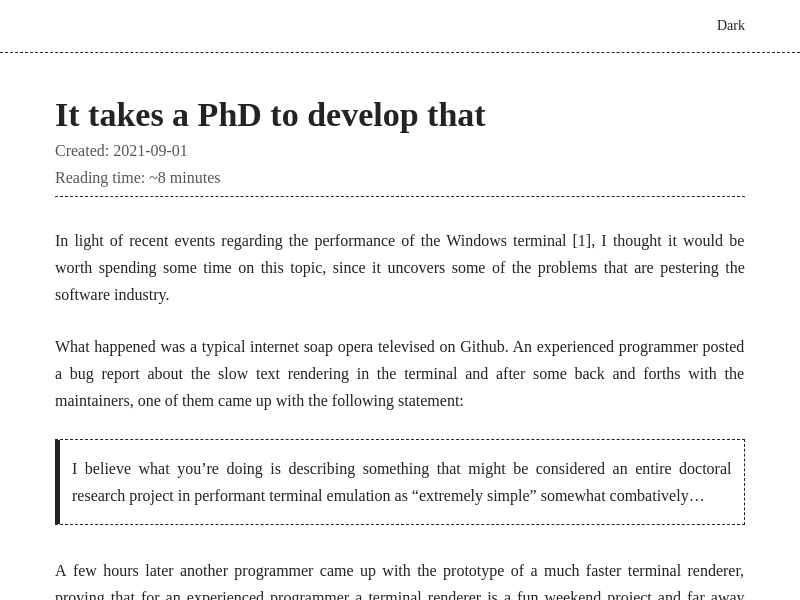 Dark
It takes a PhD to develop that
Created: 2021-09-01
Reading time: ~8 minutes
In light of recent events regarding the performance of the Windows terminal [1], I thought it would be
worth spending some time on this topic, since it uncovers some of the problems that are pestering the
software industry.
What happened was a typical internet soap opera televised on Github. An experienced programmer posted
a bug report about the slow text rendering in the terminal and after some back and forths with the
maintainers, one of them came up with the following statement:
I believe what you’re doing is describing something that might be considered an entire doctoral
research project in performant terminal emulation as “extremely simple” somewhat combatively…
A few hours later another programmer came up with the prototype of a much faster terminal renderer,
proving that for an experienced programmer a terminal renderer is a fun weekend project and far away